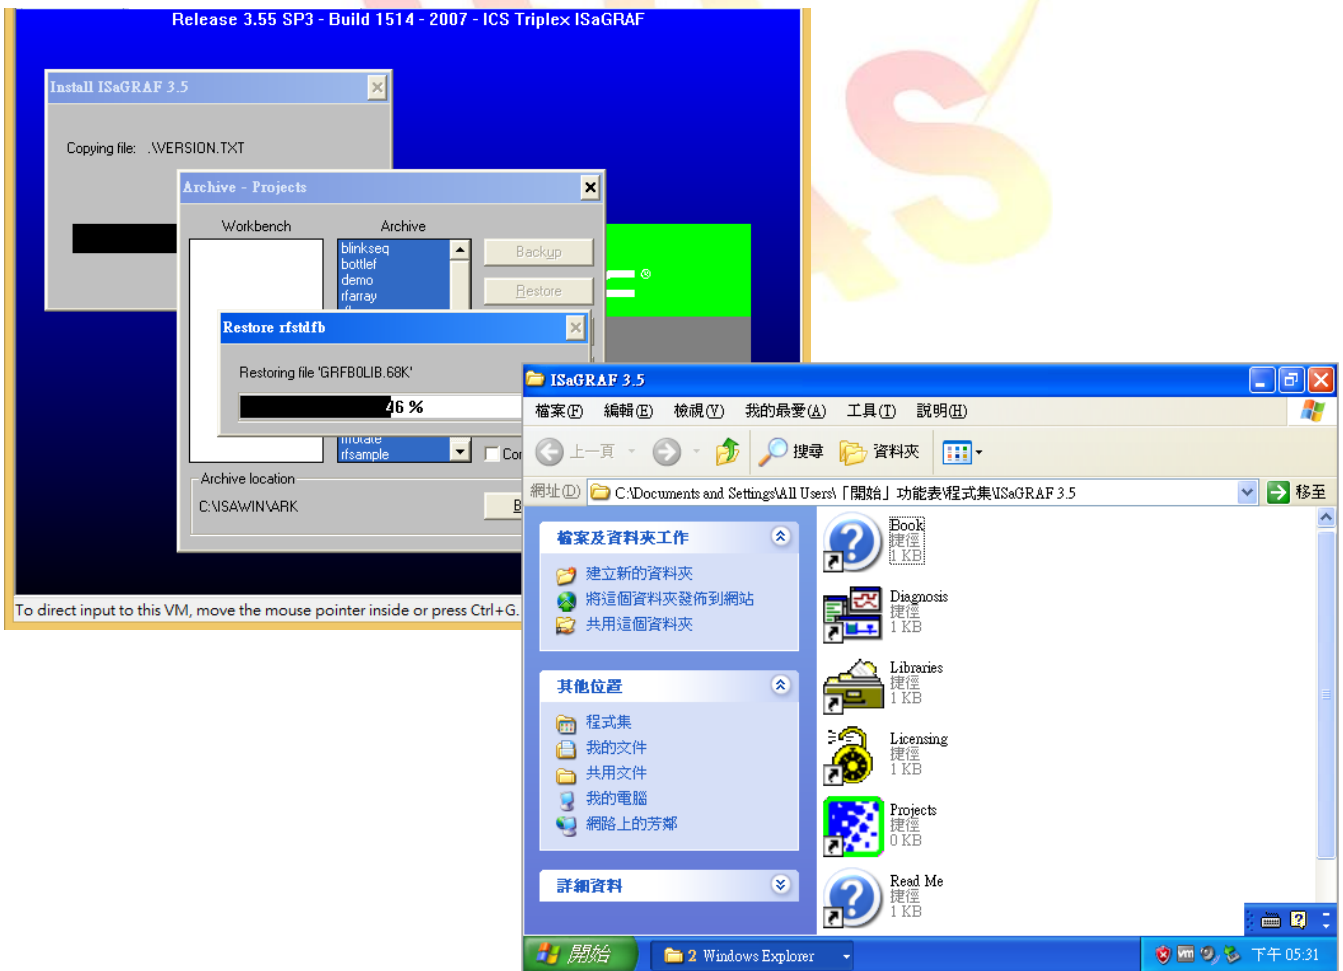 Release 3.55 SP3 - Build 1514 - 2007 - ICS Triplex ISaGRAF
Install ISaGRAF 3.5
Copying file: .\VERSION.TXT
Archive - Projects
Workbench
Archive
blinkseq
bottlef
demo
rfarray
Backup
Restore
®
Restore rfstdfb
Restoring file 'GRFB0LIB.68K'
46 %
rfrotate
rfsample
Archive location
C:\ISAWIN\ARK
To direct input to this VM, move the mouse pointer inside or press Ctrl+G.
ISaGRAF 3.5
檔案(F) 編輯(E) 檢視(V) 我的最愛(A) 工具(T) 說明(H)
上一頁 搜尋 資料夾
網址(D) C:\Documents and Settings\All Users\「開始」功能表\程式集\ISaGRAF 3.5 移至
檔案及資料夾工作
建立新的資料夾
將這個資料夾發佈到網站
共用這個資料夾
其他位置
程式集
我的文件
共用文件
我的電腦
網路上的芳鄰
詳細資料
Book
捷徑
1 KB
Diagnosis
捷徑
1 KB
Libraries
捷徑
1 KB
Licensing
捷徑
1 KB
Projects
捷徑
0 KB
Read Me
捷徑
1 KB
開始
2 Windows Explorer
下午 05:31